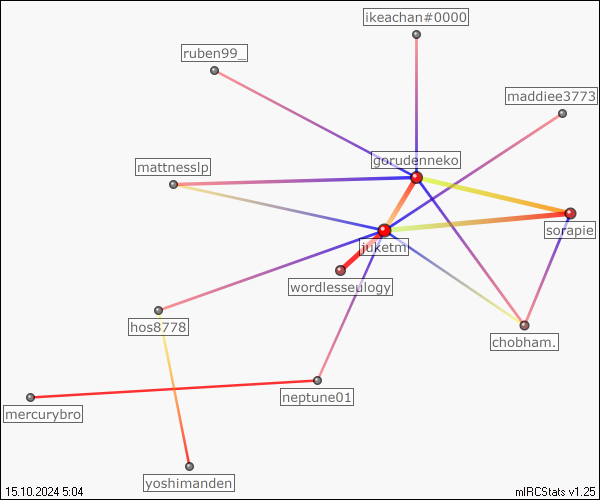 ikeachan#0000
ruben99_
maddiee3773
gorudenneko
mattnesslp
sorapie
juketm
wordlesseulogy
hos8778
chobham.
neptune01
mercurybro
yoshimanden
15.10.2024 5:04
mIRCStats v1.25